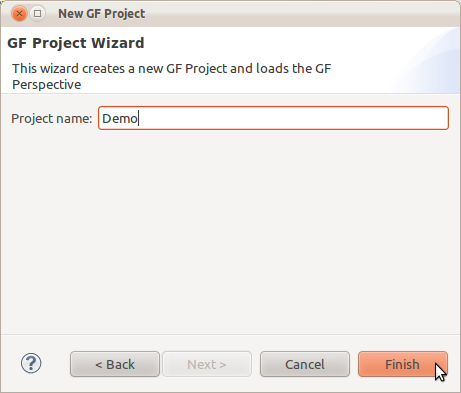 New GF Project
GF Project Wizard
This wizard creates a new GF Project and loads the GF
Perspective
Project name: Demo
? < Back Next > Cancel Finish